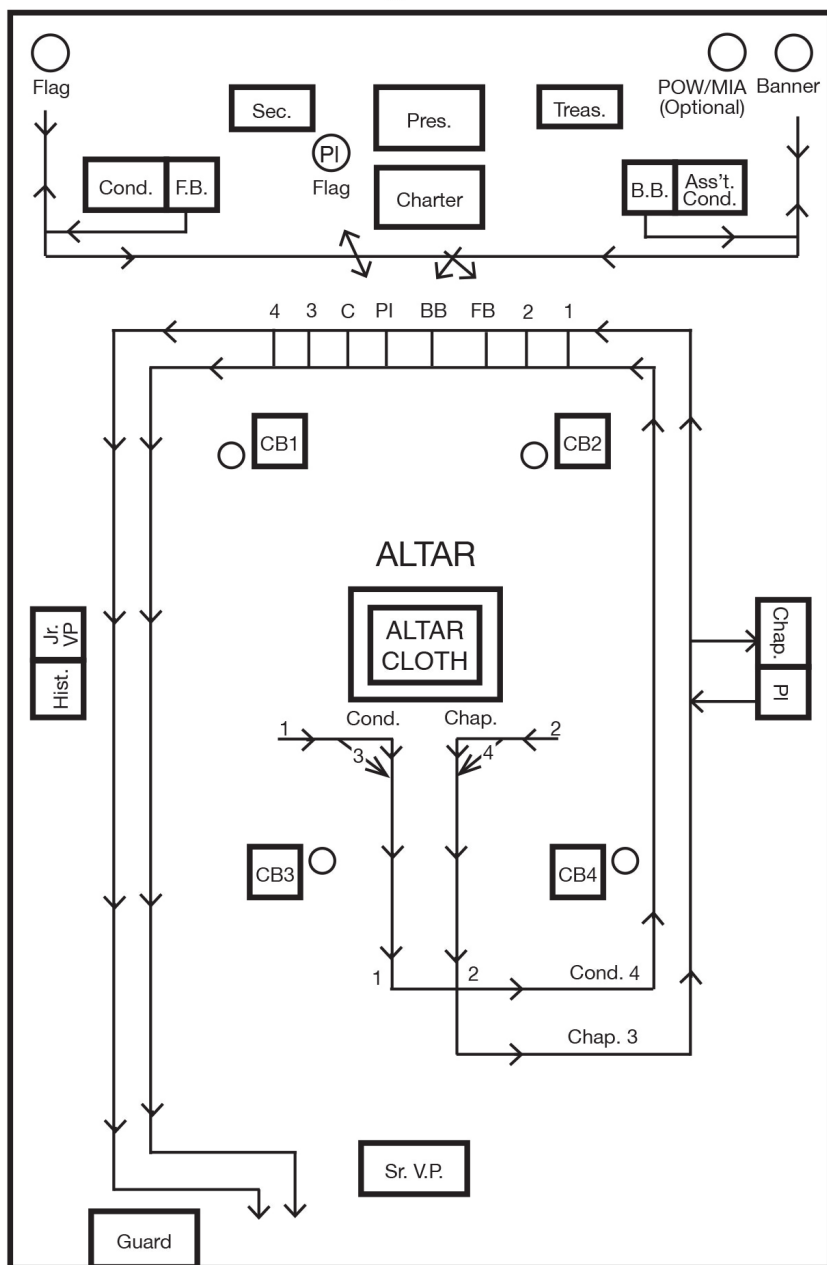 Flag
POW/MIA
(Optional)
Banner
Sec.
Pres.
Treas.
PI
Flag
Cond.
F.B.
Charter
B.B.
Ass't.
Cond.
4 3 C PI BB FB 2 1
CB1
CB2
ALTAR
ALTAR
CLOTH
Jr.
VP
Hist.
Chap.
PI
Cond.
Chap.
1
2
3
4
CB3
CB4
1
2
Cond. 4
Chap. 3
Sr. V.P.
Guard